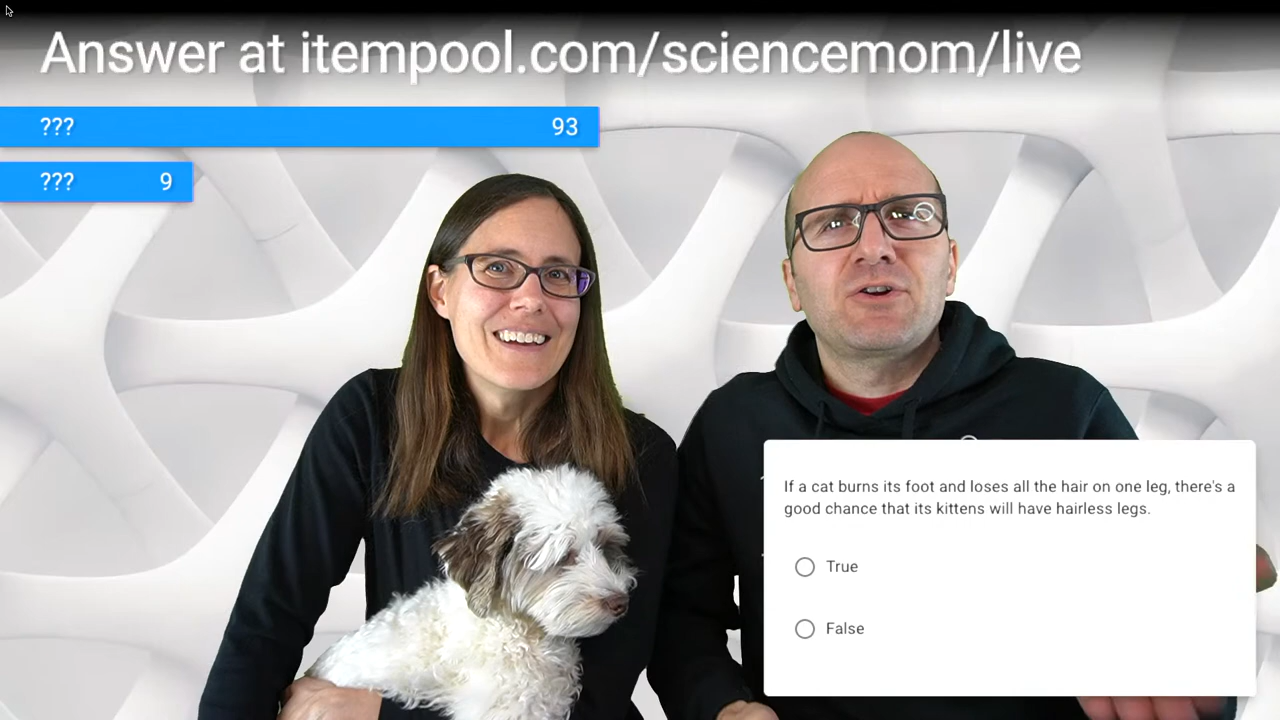 Answer at itempool.com/sciencemom/live
??? 93
??? 9
If a cat burns its foot and loses all the hair on one leg, there's a
good chance that its kittens will have hairless legs.
True
False